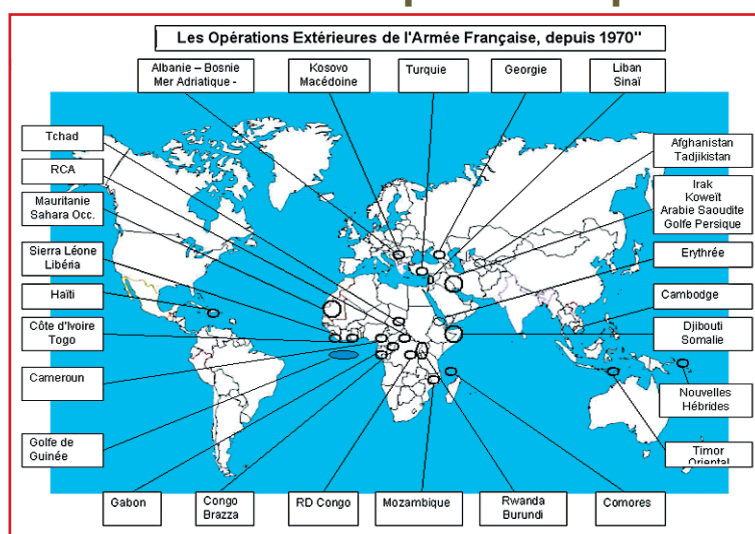 Les Opérations Extérieures de l'Armée Française, depuis 1970"
Albanie – Bosnie
Mer Adriatique -
Kosovo
Macédoine
Turquie
Georgie
Liban
Sinaï
Tchad
RCA
Mauritanie
Sahara Occ.
Sierra Léone
Libéria
Haïti
Côte d'Ivoire
Togo
Cameroun
Golfe de
Guinée
Afghanistan
Tadjikistan
Irak
Koweït
Arabie Saoudite
Golfe Persique
Erythrée
Cambodge
Djibouti
Somalie
Nouvelles
Hébrides
Timor
Oriental
Gabon
Congo
Brazza
RD Congo
Mozambique
Rwanda
Burundi
Comores